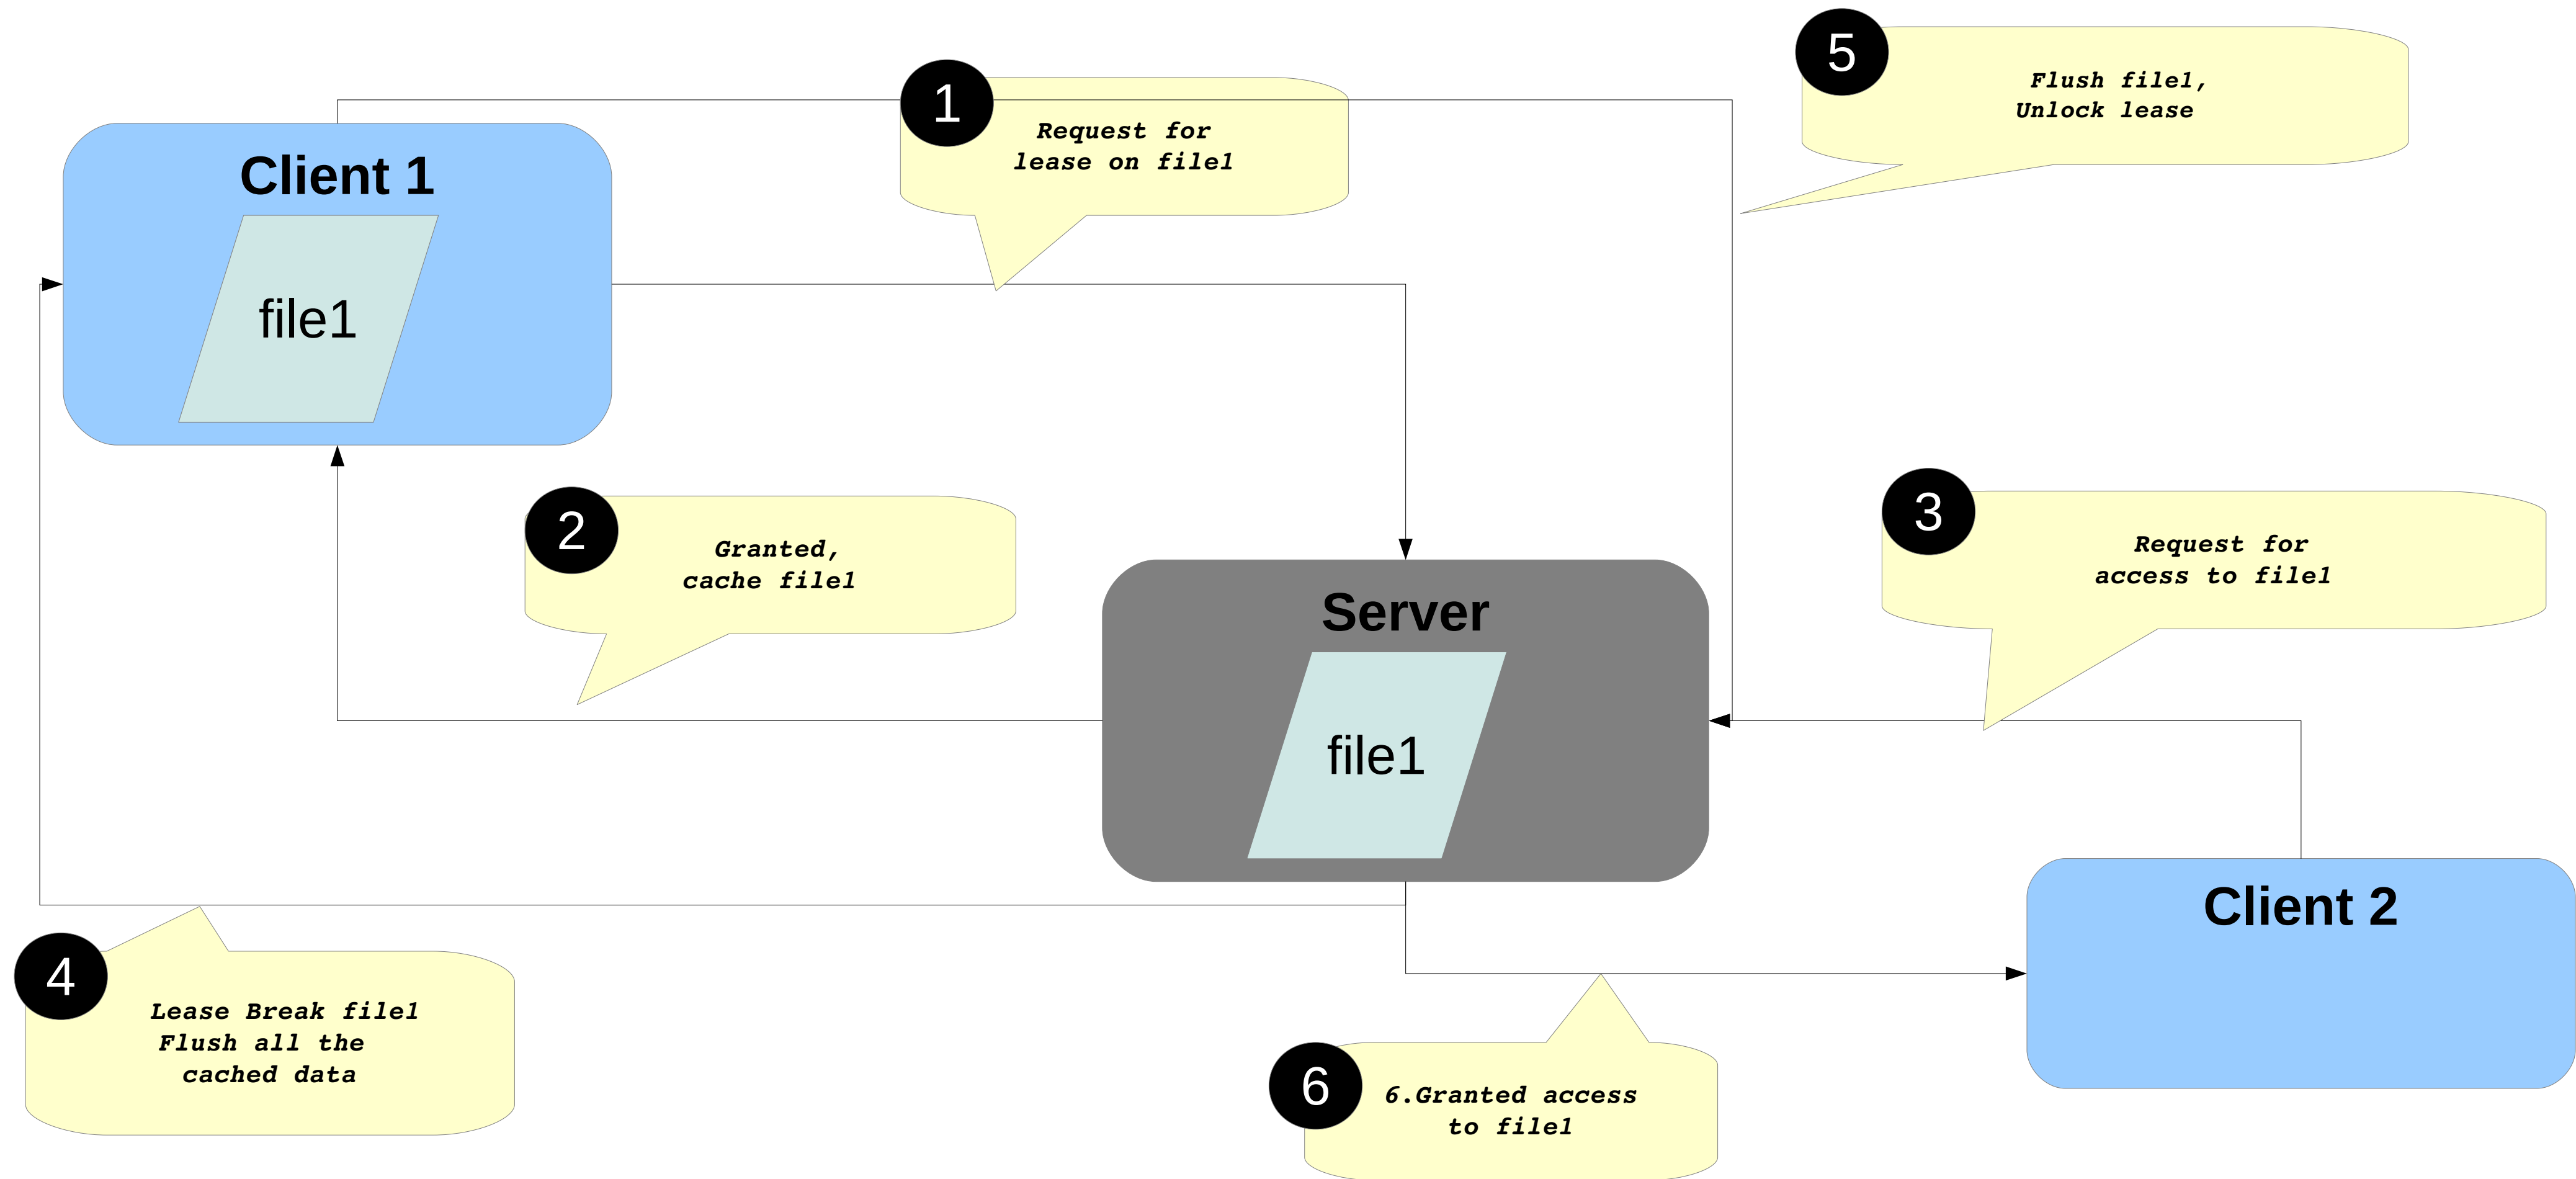 1
Request for
lease on file1
5
Flush file1,
Unlock lease
Client 1
file1
2
Granted,
cache file1
3
Request for
access to file1
Server
file1
Client 2
4
Lease Break file1
Flush all the
cached data
6
6.Granted access
to file1